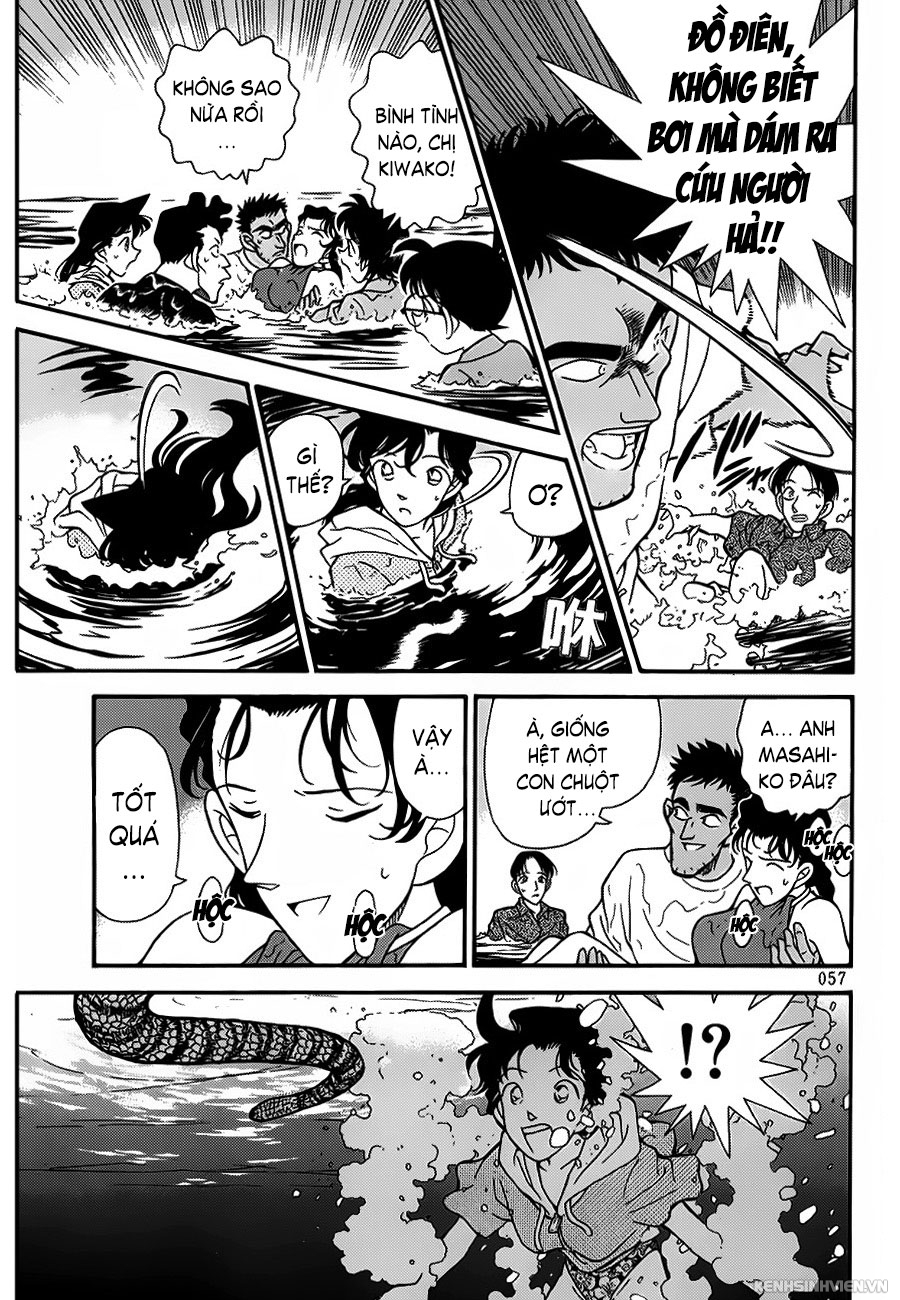 ĐỒ ĐIÊN,
KHÔNG BIẾT
BƠI MÀ DÁM RA
CỨU NGƯỜI
HẢ!!
BÌNH TĨNH
NÀO, CHỊ
KIWAKO!
KHÔNG SAO
NỮA RỒI
...
Ơ?
GÌ
THẾ?
咻
A... ANH
MASAHI-
KO ĐÂU?
À, GIỐNG
HỆT MỘT
CON CHUỘT
ƯỚT...
HỘC
HỘC
HỘC
VẬY
À...
TỐT
QUÁ
...
HỘC
HỘC
057
!?
KENHSINHVIEN.VN